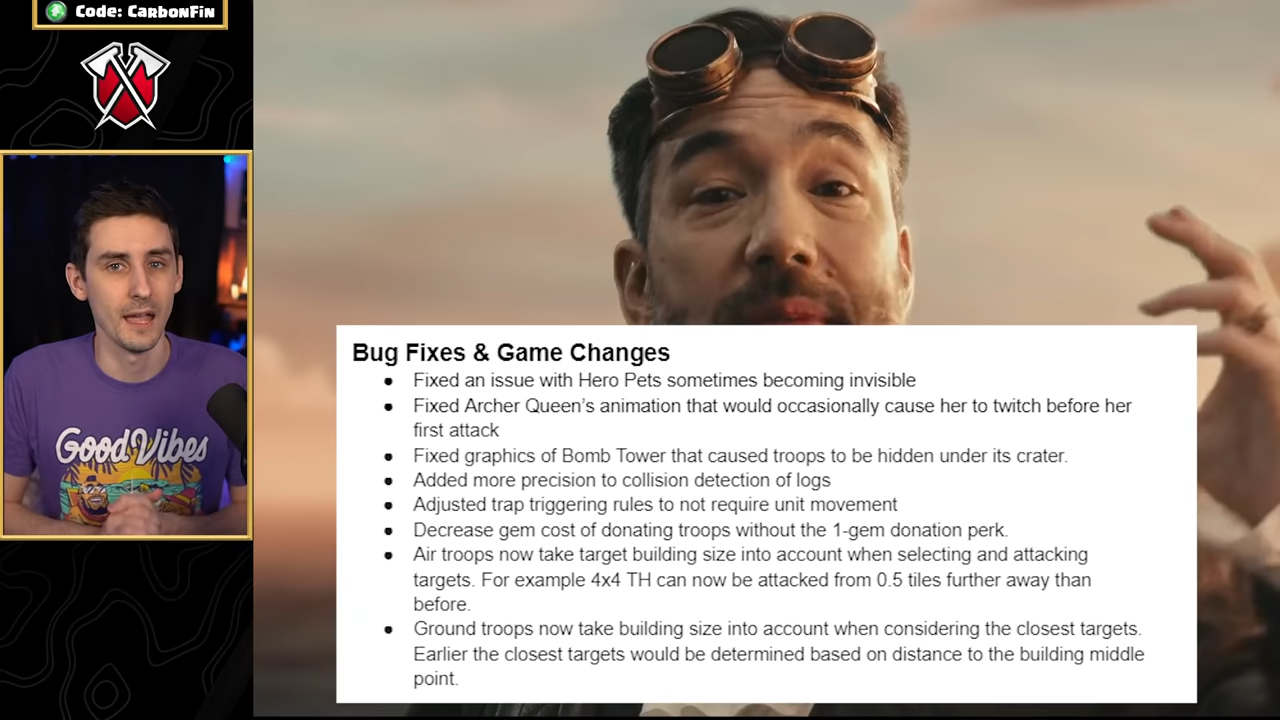 Code: CarbonFin
Good Vibes
Bug Fixes & Game Changes
● Fixed an issue with Hero Pets sometimes becoming invisible
● Fixed Archer Queen’s animation that would occasionally cause her to twitch before her
first attack
● Fixed graphics of Bomb Tower that caused troops to be hidden under its crater.
● Added more precision to collision detection of logs
● Adjusted trap triggering rules to not require unit movement
● Decrease gem cost of donating troops without the 1-gem donation perk.
● Air troops now take target building size into account when selecting and attacking
targets. For example 4x4 TH can now be attacked from 0.5 tiles further away than
before.
● Ground troops now take building size into account when considering the closest targets.
Earlier the closest targets would be determined based on distance to the building middle
point.